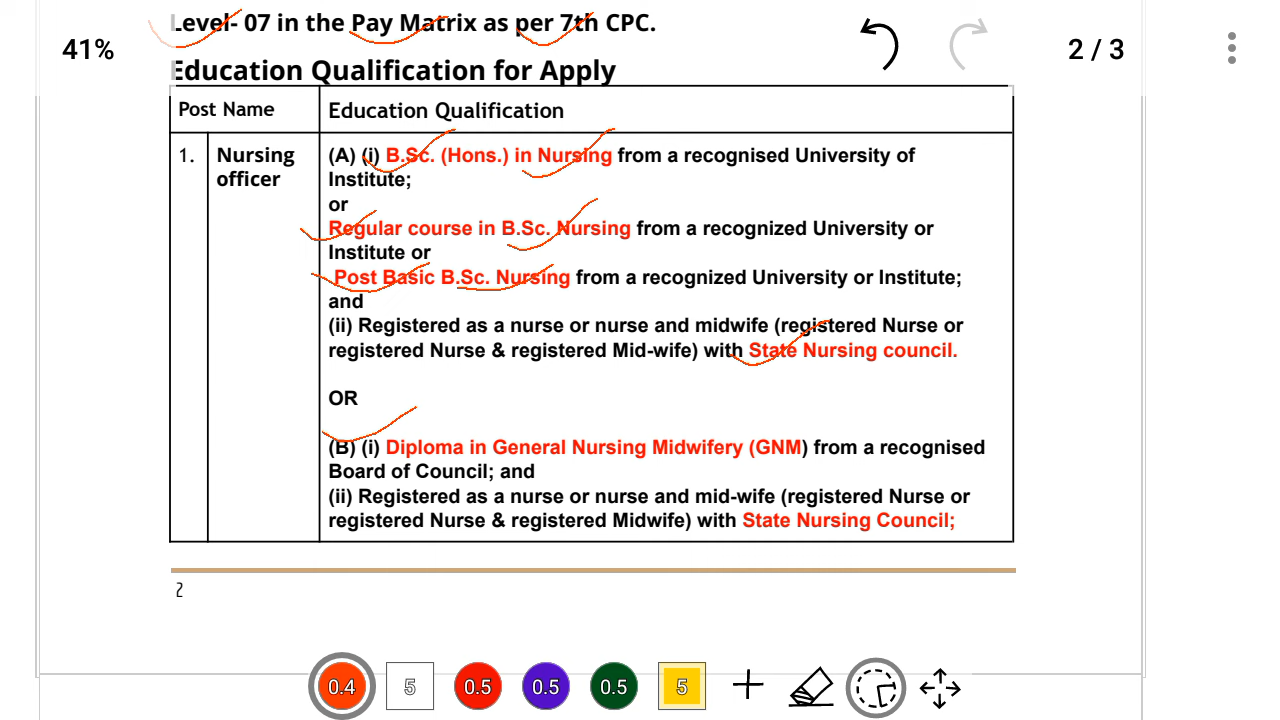 Level- 07 in the Pay Matrix as per 7th CPC.
41%
2 / 3
Education Qualification for Apply
Post Name
Education Qualification
1.
Nursing
officer
(A) (i) B.Sc. (Hons.) in Nursing from a recognised University of
Institute;
or
Regular course in B.Sc. Nursing from a recognized University or
Institute or
Post Basic B.Sc. Nursing from a recognized University or Institute;
and
(ii) Registered as a nurse or nurse and midwife (registered Nurse or
registered Nurse & registered Mid-wife) with State Nursing council.
OR
(B) (i) Diploma in General Nursing Midwifery (GNM) from a recognised
Board of Council; and
(ii) Registered as a nurse or nurse and mid-wife (registered Nurse or
registered Nurse & registered Midwife) with State Nursing Council;
2
0.4
5
0.5
0.5
0.5
5